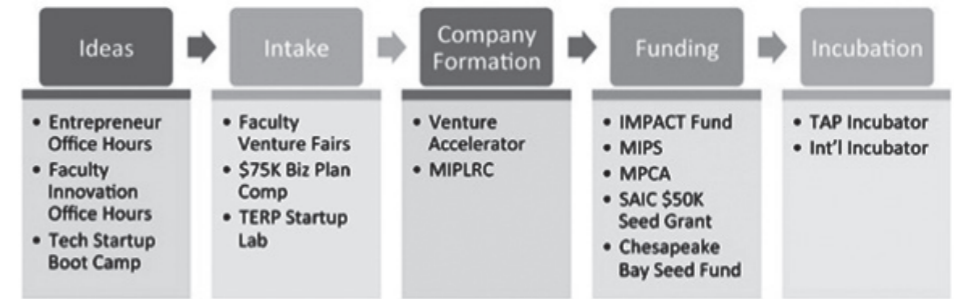 Ideas
Entrepreneur
Office Hours
Faculty
Innovation
Office Hours
Tech Startup
Boot Camp
Intake
Faculty
Venture Fairs
$75K Biz Plan
Comp
TERP Startup
Lab
Company
Formation
Venture
Accelerator
MIPLRC
Funding
IMPACT Fund
MIPS
MPCA
SAIC $50K
Seed Grant
Chesapeake
Bay Seed Fund
Incubation
TAP Incubator
Int'l Incubator